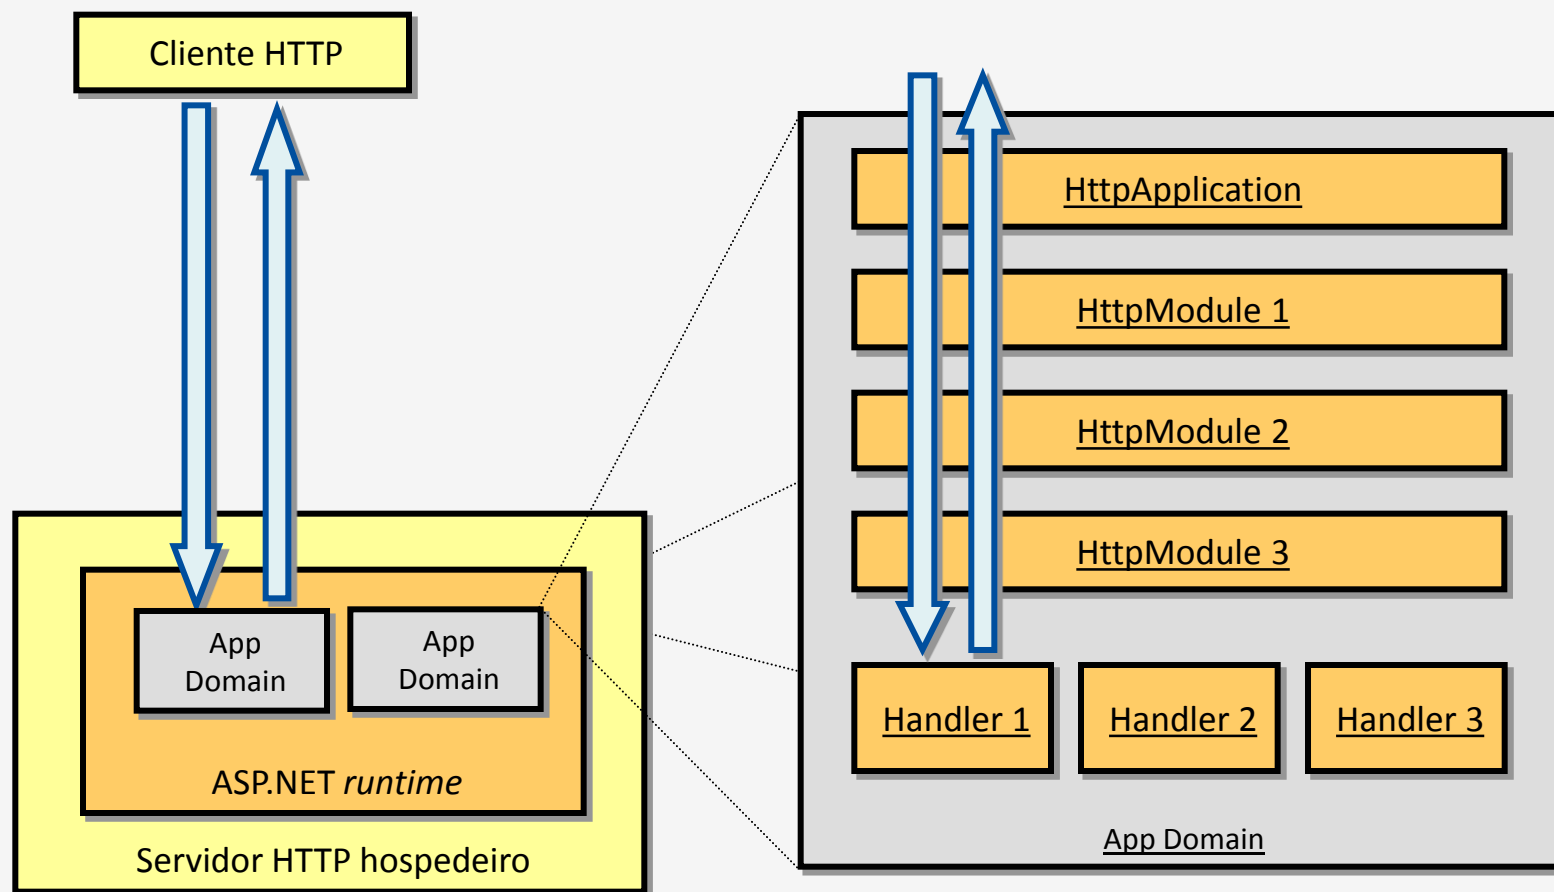 Cliente HTTP
App
Domain
App
Domain
ASP.NET runtime
Servidor HTTP hospedeiro
HttpApplication
HttpModule 1
HttpModule 2
HttpModule 3
Handler 1
Handler 2
Handler 3
App Domain